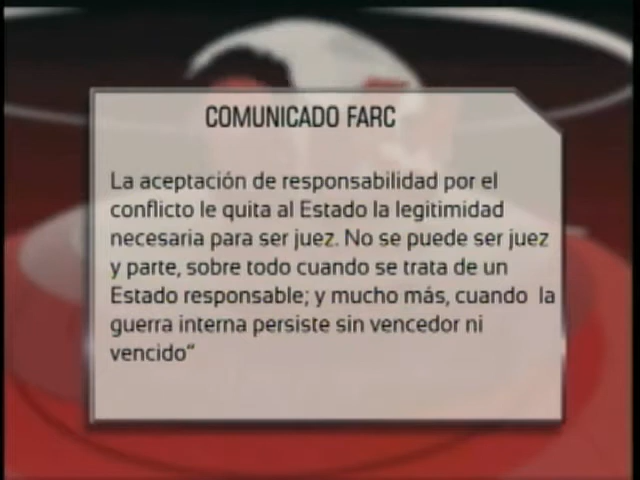 COMUNICADO FARC
La aceptación de responsabilidad por el
conflicto le quita al Estado la legitimidad
necesaria para ser juez. No se puede ser juez
y parte, sobre todo cuando se trata de un
Estado responsable; y mucho más, cuando la
guerra interna persiste sin vencedor ni
vencido“